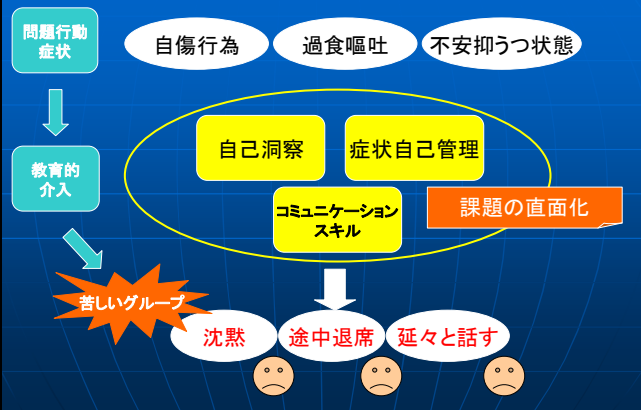 問題行動
症状
自傷行為
過食嘔吐
不安抑うつ状態
教育的
介入
自己洞察
症状自己管理
コミュニケーション
スキル
課題の直面化
苦しいグループ
沈黙
途中退席
延々と話す